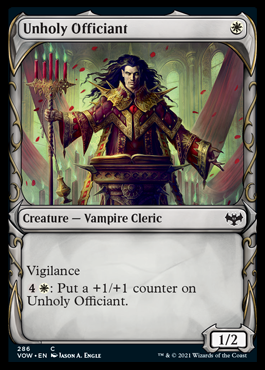 Unholy Officiant
Creature — Vampire Cleric
Vigilance
4 : Put a +1/+1 counter on
Unholy Officiant.
1/2
286 C
VOW • EN Jason A. Engle
™ & © 2021 Wizards of the Coast